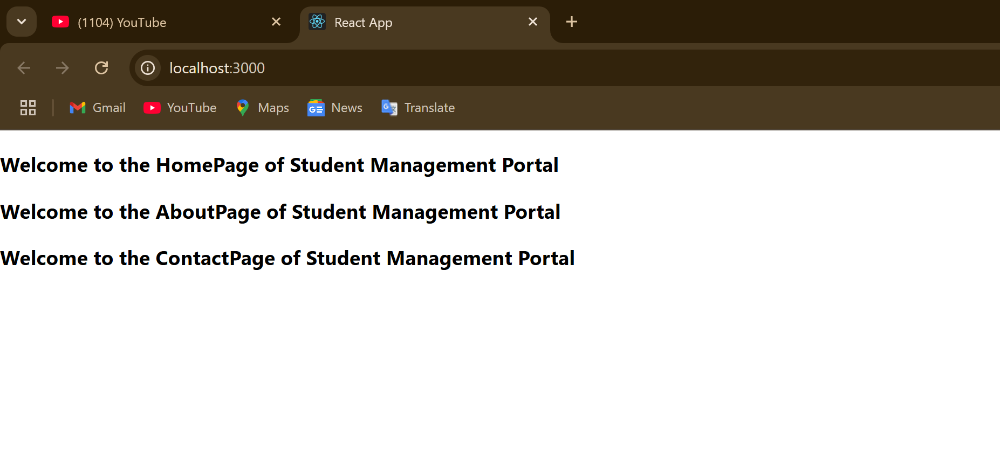 (1104) YouTube
React App
localhost:3000
Gmail
YouTube
Maps
News
Translate
Welcome to the HomePage of Student Management Portal
Welcome to the AboutPage of Student Management Portal
Welcome to the ContactPage of Student Management Portal